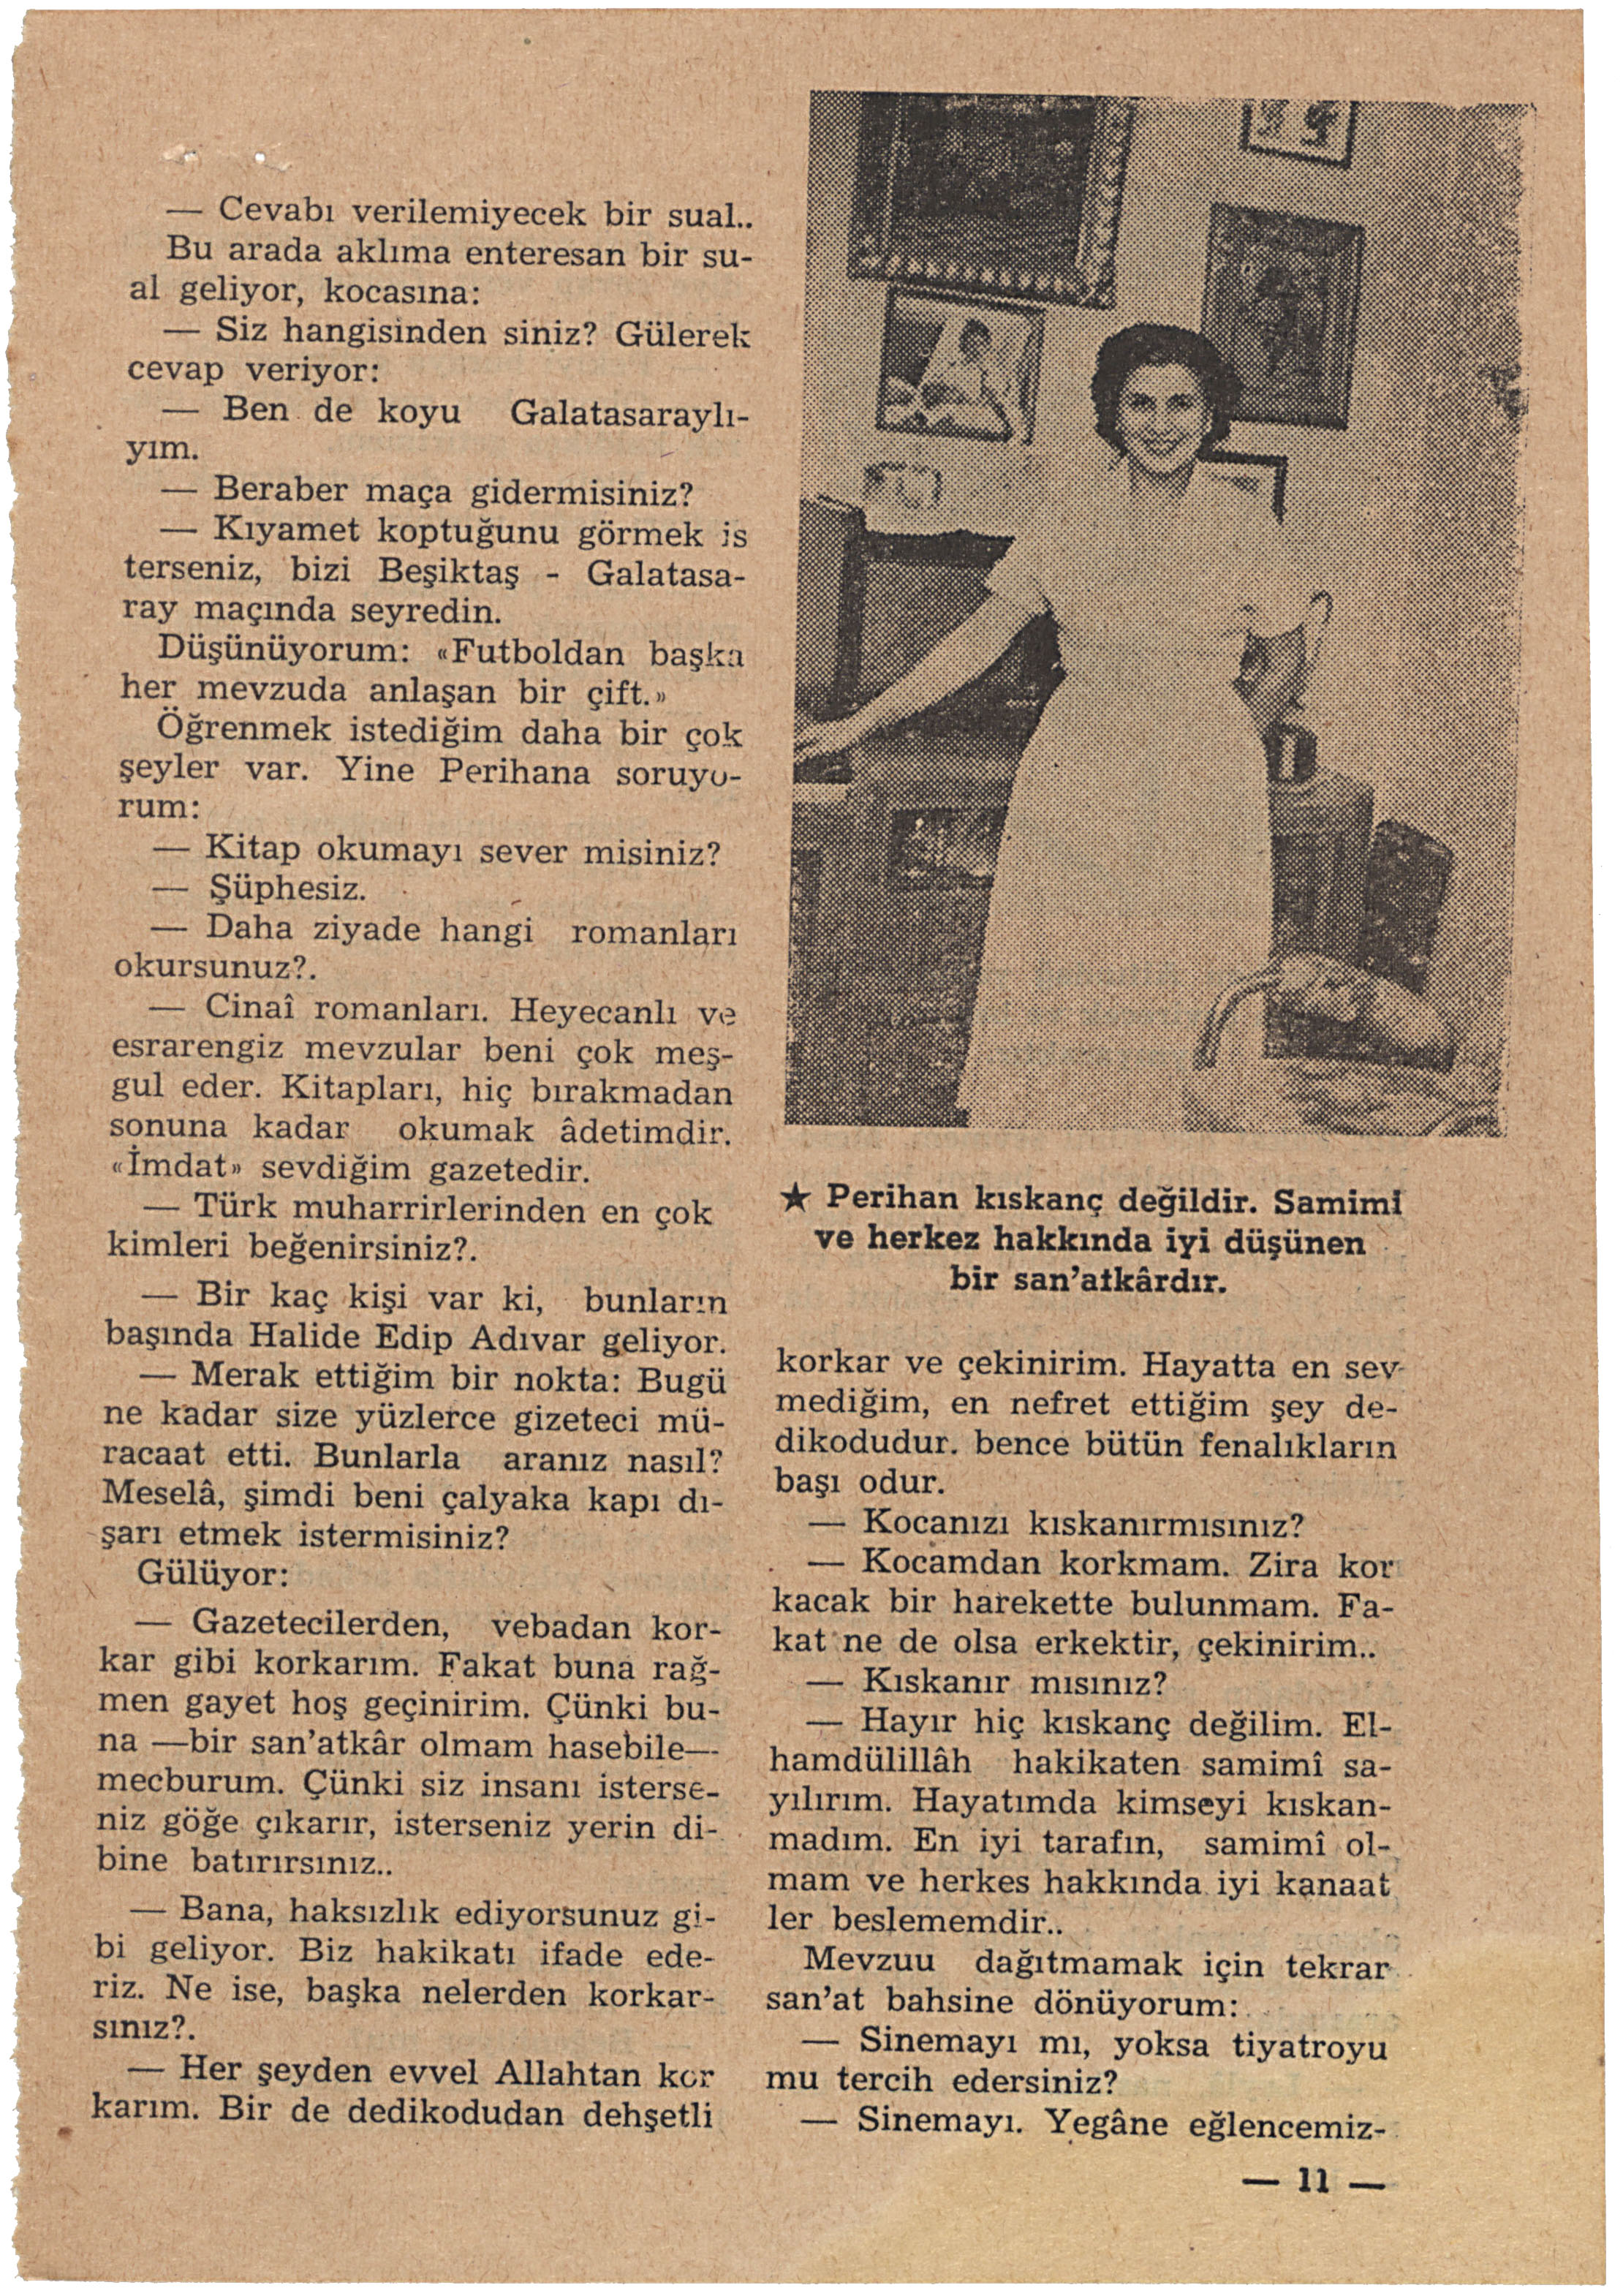 — Cevabı verilemiyecek bir sual..
Bu arada aklıma enteresan bir su-
al geliyor, kocasına:
— Siz hangisinden siniz? Gülerek
cevap veriyor:
— Ben de koyu Galatasaraylı-
yım.
— Beraber maça gidermisiniz?
— Kıyamet koptuğunu görmek is
terseniz, bizi Beşiktaş - Galatasa-
ray maçında seyredin.
Düşünüyorum: «Futboldan başka
her mevzuda anlaşan bir çift.»
Öğrenmek istediğim daha bir çok
şeyler var. Yine Perihana soruyo-
rum:
— Kitap okumayı sever misiniz?
— Şüphesiz.
— Daha ziyade hangi romanları
okursunuz?.
— Cinaî romanları. Heyecanlı ve
esrarengiz mevzular beni çok meş-
gul eder. Kitapları, hiç bırakmadan
sonuna kadar okumak âdetimdir.
«İmdat» sevdiğim gazetedir.
— Türk muharrirlerinden en çok
kimleri beğenirsiniz?.
— Bir kaç kişi var ki, bunların
başında Halide Edip Adıvar geliyor.
— Merak ettiğim bir nokta: Bugü
ne kadar size yüzlerce gizeteci mü-
racaat etti. Bunlarla aranız nasıl?
Meselâ, şimdi beni çalyaka kapı dı-
şarı etmek istermisiniz?
Gülüyor:
— Gazetecilerden, vebadan kor-
kar gibi korkarım. Fakat buna rağ-
men gayet hoş geçinirim. Çünki bu-
na —bir san'atkâr olmam hasebile—
mecburum. Çünki siz insanı isterse-
niz göğe çıkarır, isterseniz yerin di-
bine batırırsınız..
— Bana, haksızlık ediyorsunuz gi-
bi geliyor. Biz hakikatı ifade ede-
riz. Ne ise, başka nelerden korkar-
sınız?.
— Her şeyden evvel Allahtan kor
karım. Bir de dedikodudan dehşetli
★ Perihan kıskanç değildir. Samimî
ve herkez hakkında iyi düşünen
bir san'atkârdır.
korkar ve çekinirim. Hayatta en sev
mediğim, en nefret ettiğim şey de-
dikodudur. bence bütün fenalıkların
başı odur.
— Kocanızı kıskanırmısınız?
— Kocamdan korkmam. Zira kor
kacak bir harekette bulunmam. Fa-
kat ne de olsa erkektir, çekinirim..
— Kıskanır mısınız?
— Hayır hiç kıskanç değilim. El-
hamdülillâh hakikaten samimî sa-
yılırım. Hayatımda kimseyi kıskan-
madım. En iyi tarafın, samimî ol-
mam ve herkes hakkında iyi kanaat
ler beslememdir..
Mevzuu dağıtmamak için tekrar
san'at bahsine dönüyorum:
— Sinemayı mı, yoksa tiyatroyu
mu tercih edersiniz?
— Sinemayı. Yegâne eğlencemiz-
— 11 —